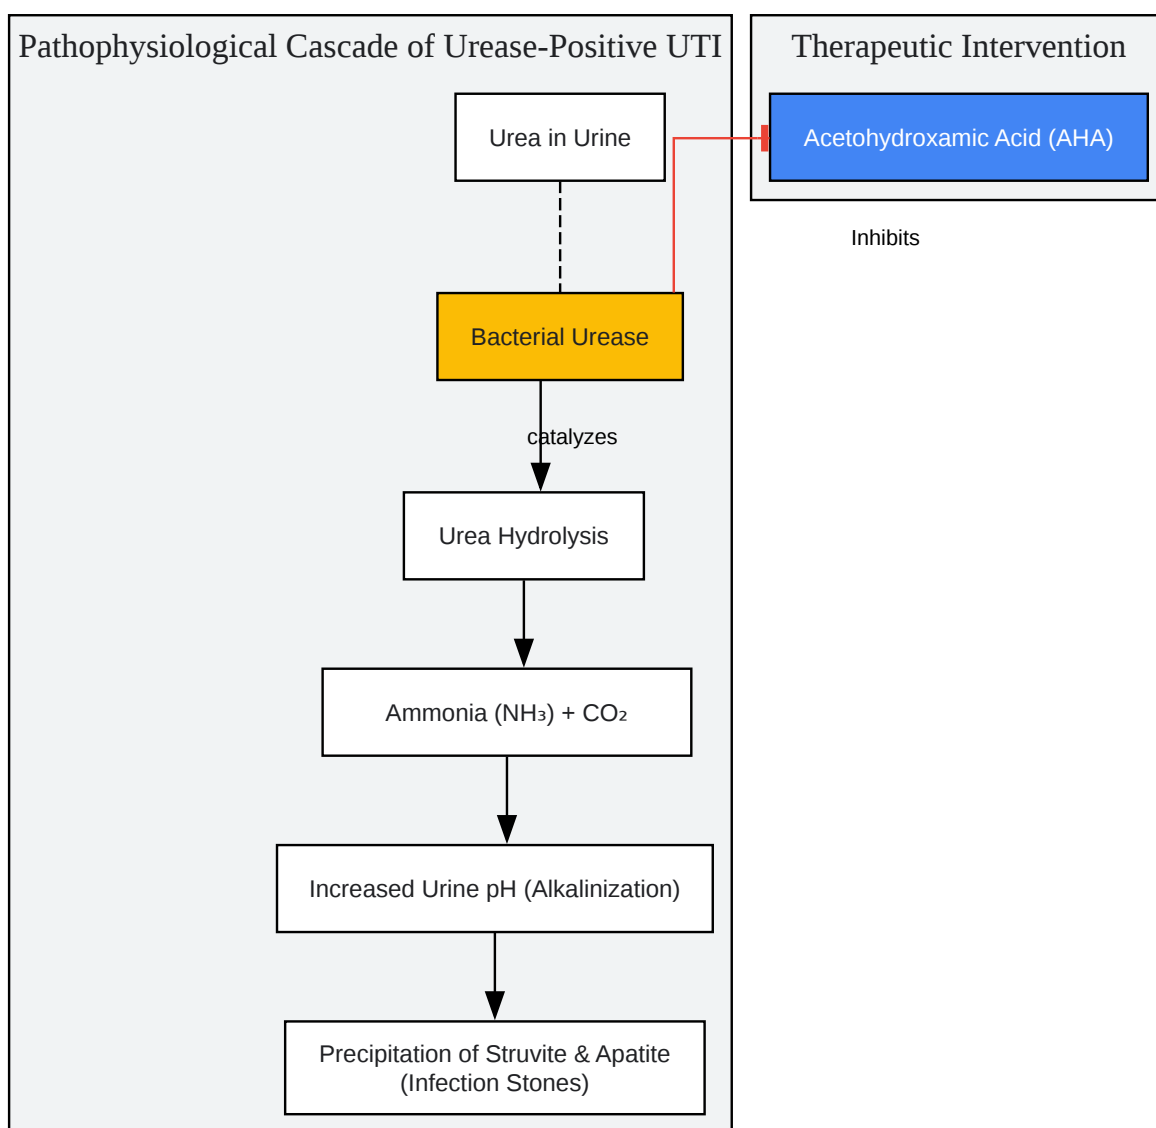 Pathophysiological Cascade of Urease-Positive UTI
Therapeutic Intervention
Urea in Urine
Acetohydroxamic Acid (AHA)
Inhibits
Bacterial Urease
catalyzes
Urea Hydrolysis
Ammonia (NH₃) + CO₂
Increased Urine pH (Alkalinization)
Precipitation of Struvite & Apatite
(Infection Stones)